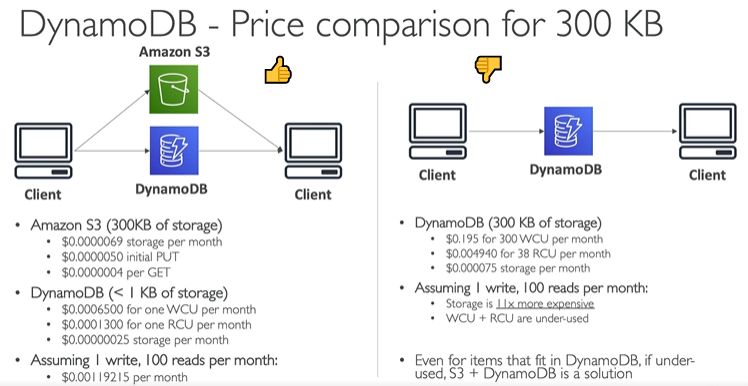 DynamoDB - Price comparison for 300 KB
Amazon S3
Client
DynamoDB
Client
• Amazon S3 (300KB of storage)
• $0.0000069 storage per month
• $0.0000050 initial PUT
• $0.0000004 per GET
• DynamoDB (< 1 KB of storage)
• $0.0006500 for one WCU per month
• $0.0001300 for one RCU per month
• $0.00000025 storage per month
• Assuming 1 write, 100 reads per month:
• $0.00119215 per month
Client
DynamoDB
Client
• DynamoDB (300 KB of storage)
• $0.195 for 300 WCU per month
• $0.004940 for 38 RCU per month
• $0.000075 storage per month
• Assuming 1 write, 100 reads per month:
• Storage is 11x more expensive
• WCU + RCU are under-used
• Even for items that fit in DynamoDB, if under-
used, S3 + DynamoDB is a solution